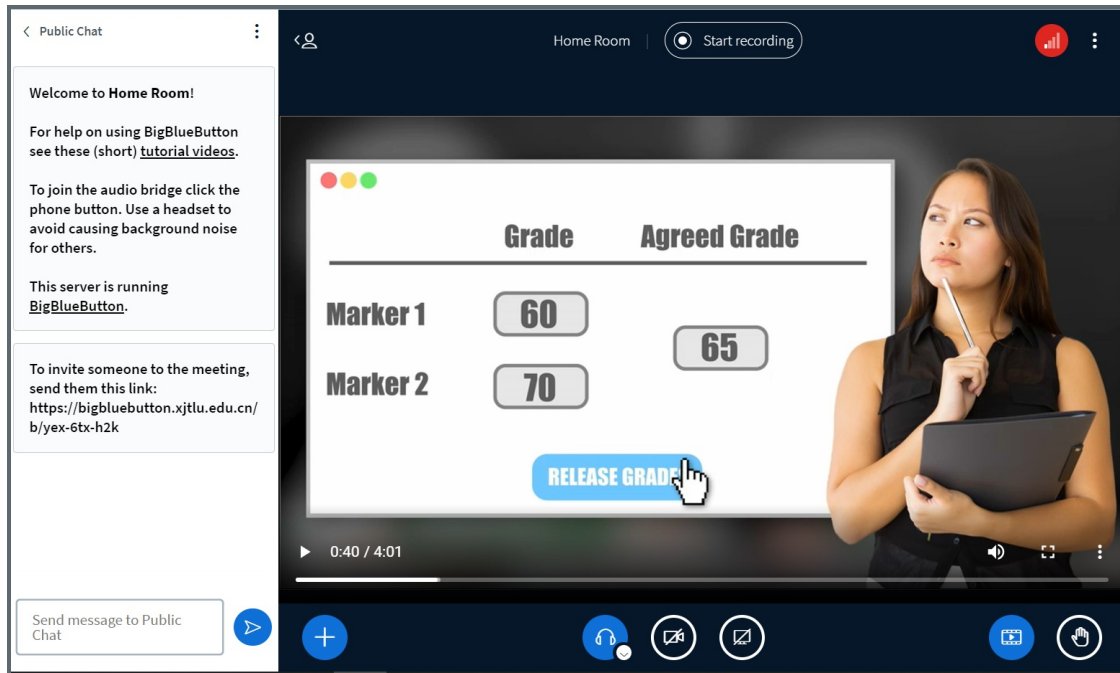 Public Chat
Welcome to Home Room!
For help on using BigBlueButton
see these (short) tutorial videos.
To join the audio bridge click the
phone button. Use a headset to
avoid causing background noise
for others.
This server is running
BigBlueButton.
To invite someone to the meeting,
send them this link:
https://bigbluebutton.xjtlu.edu.cn/
b/yex-6tx-h2k
Send message to Public
Chat
Home Room
Start recording
Grade Agreed Grade
Marker 1 60
65
Marker 2 70
RELEASE GRADE
0:40 / 4:01